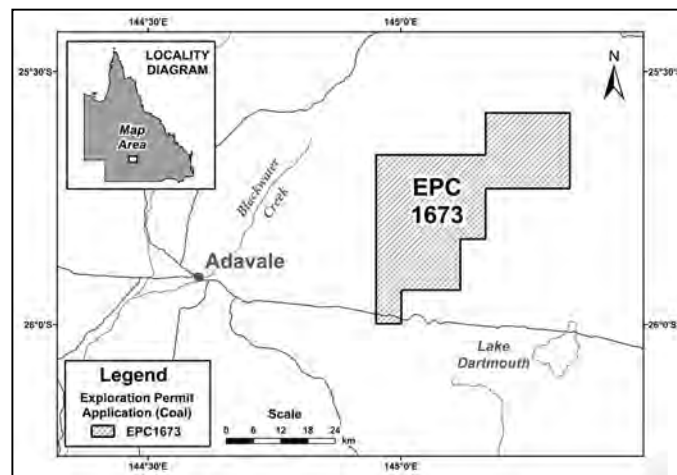 144°30'E 145°0'E
LOCALITY
DIAGRAM
Map
Area
25°30'S
25°30'S
N
EPC
1673
Blackwater
Creek
Adavale
26°0'S
26°0'S
Lake
Dartmouth
Legend
Exploration Permit
Application (Coal)
EPC1673
Scale
0 6 12 18 24
km
144°30'E 145°0'E